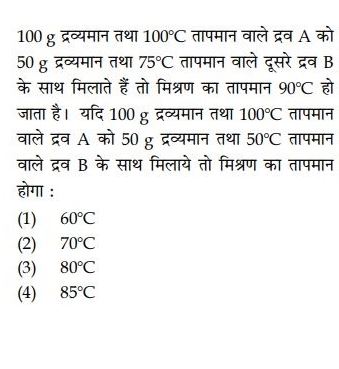 100 g द्रव्यमान तथा 100°C तापमान वाले द्रव A को
50 g द्रव्यमान तथा 75°C तापमान वाले दूसरे द्रव B
के साथ मिलाते हैं तो मिश्रण का तापमान 90°C हो
जाता है। यदि 100 g द्रव्यमान तथा 100°C तापमान
वाले द्रव A को 50 g द्रव्यमान तथा 50°C तापमान
वाले द्रव B के साथ मिलाये तो मिश्रण का तापमान
होगा :
(1) 60°C
(2) 70°C
(3) 80°C
(4) 85°C